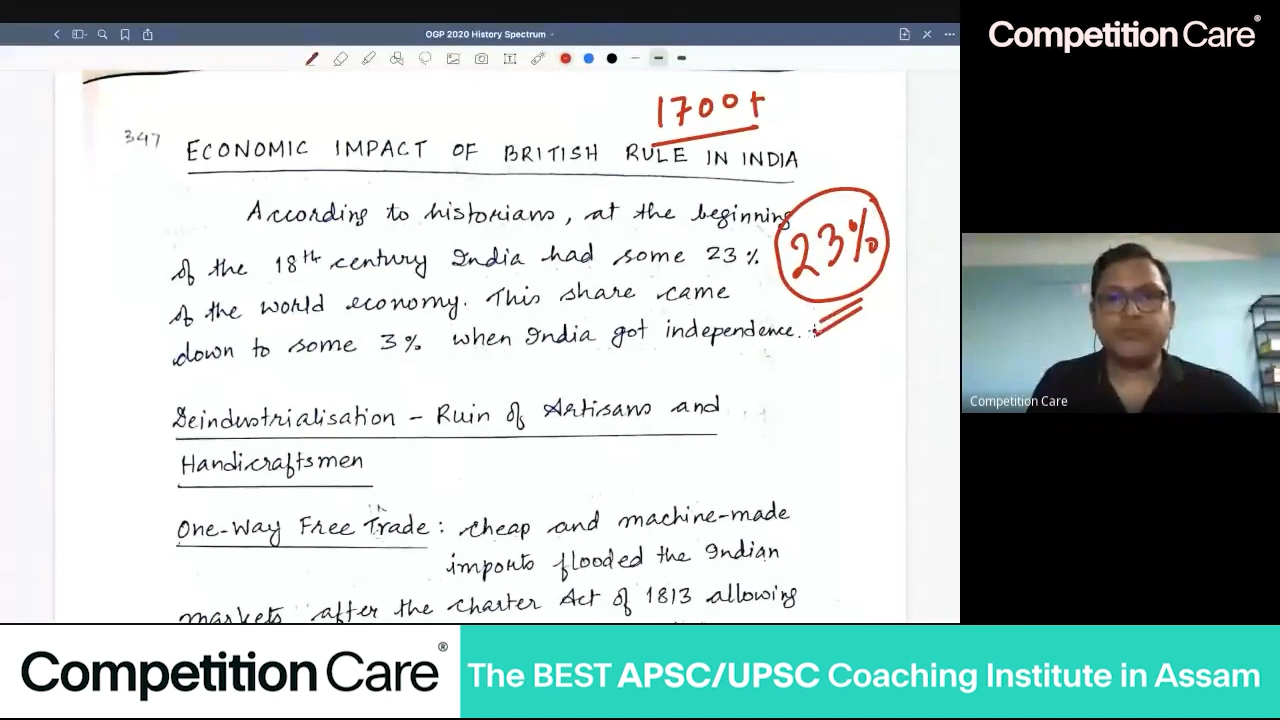 OGP 2020 History Spectrum
Competition Care®
1700+
347
ECONOMIC IMPACT OF BRITISH RULE IN INDIA
According to historians, at the beginning
of the 18th century India had some 23%
23%
of the world economy. This share came
down to some 3% when India got independence.
Deindustrialisation - Ruin of Artisans and
Handicraftsmen
One-Way Free Trade: cheap and machine-made
imports flooded the Indian
markets after the charter Act of 1813 allowing
Competition Care
Competition Care®
The BEST APSC/UPSC Coaching Institute in Assam